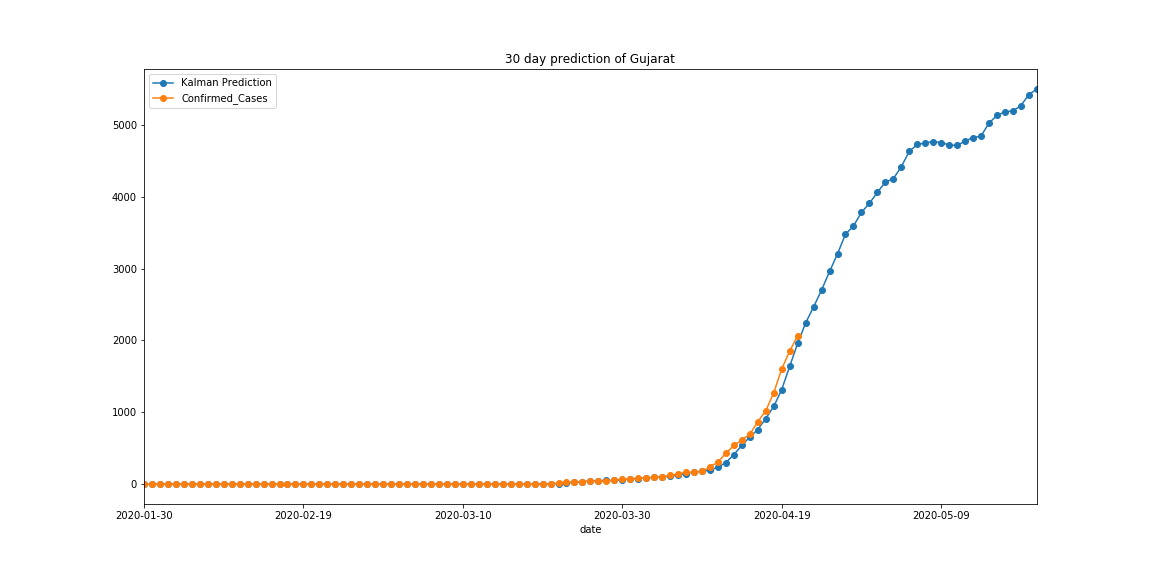 30 day prediction of Gujarat
Kalman Prediction
Confirmed_Cases
5000
4000
3000
2000
1000
0
2020-01-30 2020-02-19 2020-03-10 2020-03-30 2020-04-19 2020-05-09
date